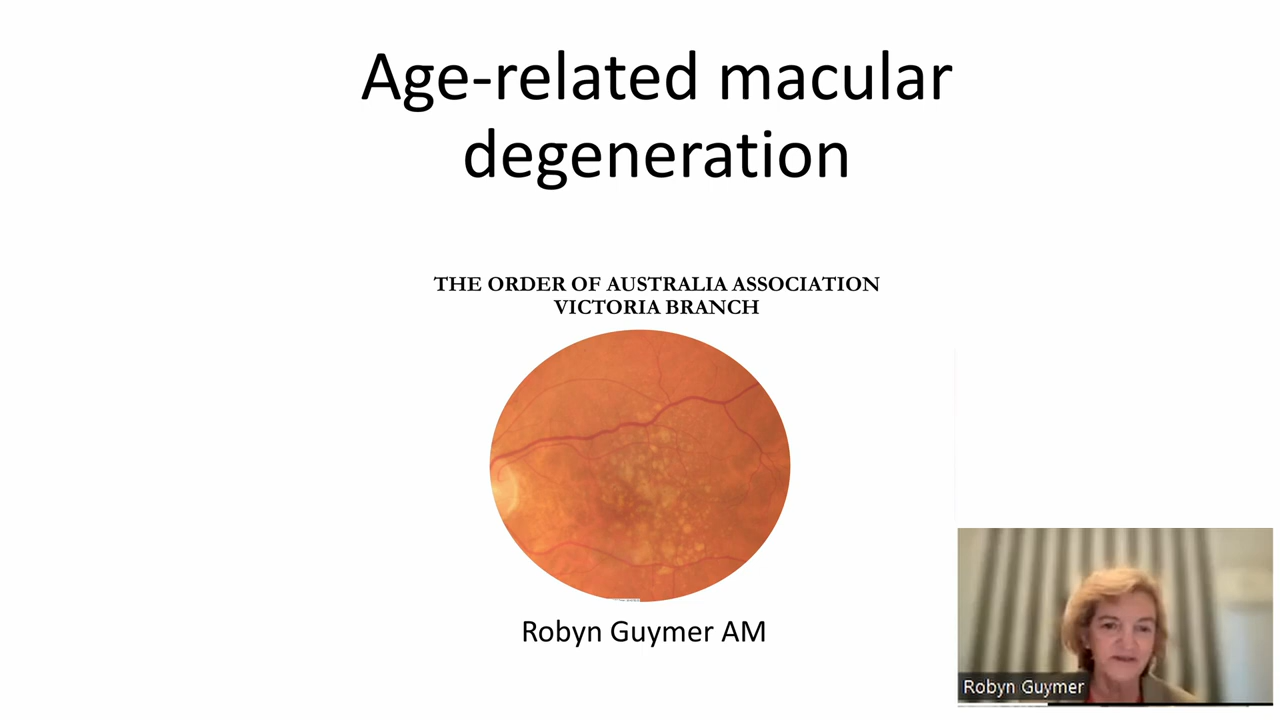 Age-related macular
degeneration
THE ORDER OF AUSTRALIA ASSOCIATION
VICTORIA BRANCH
Robyn Guymer AM
Robyn Guymer